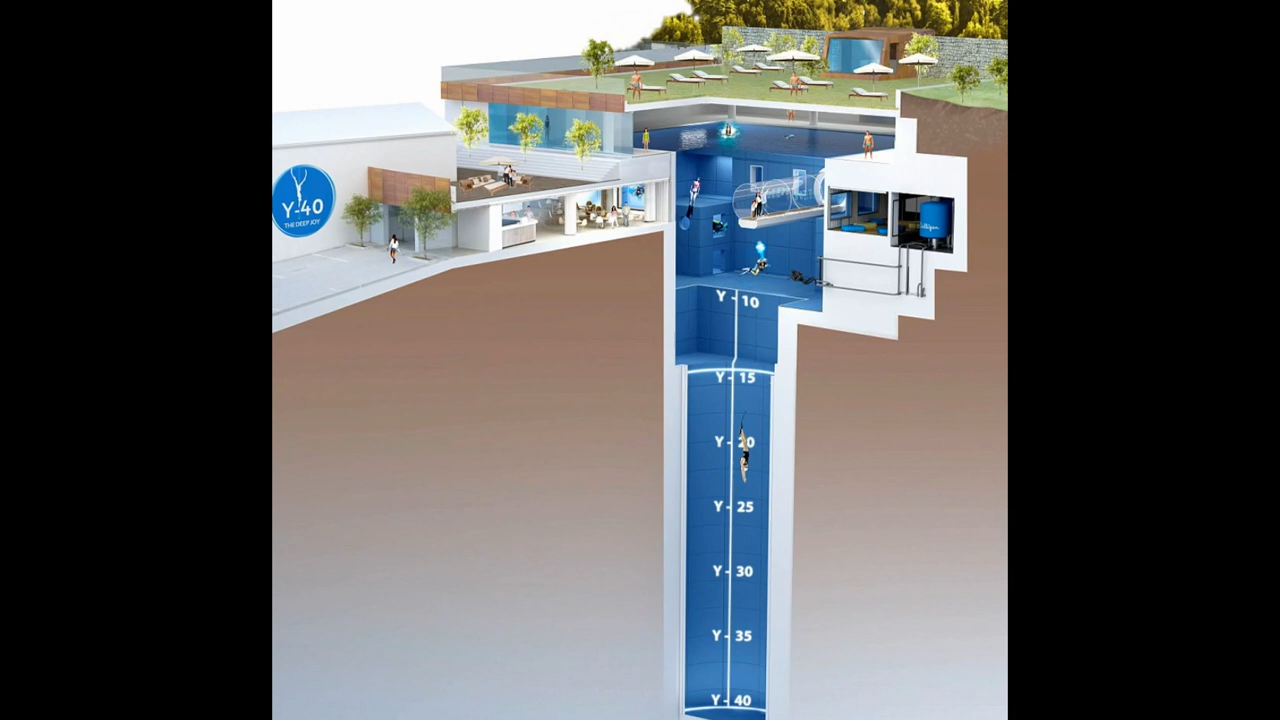 Y-40
THE DEEP JOY
Y - 10
Y - 15
Y - 20
Y - 25
Y - 30
Y - 35
Y - 40